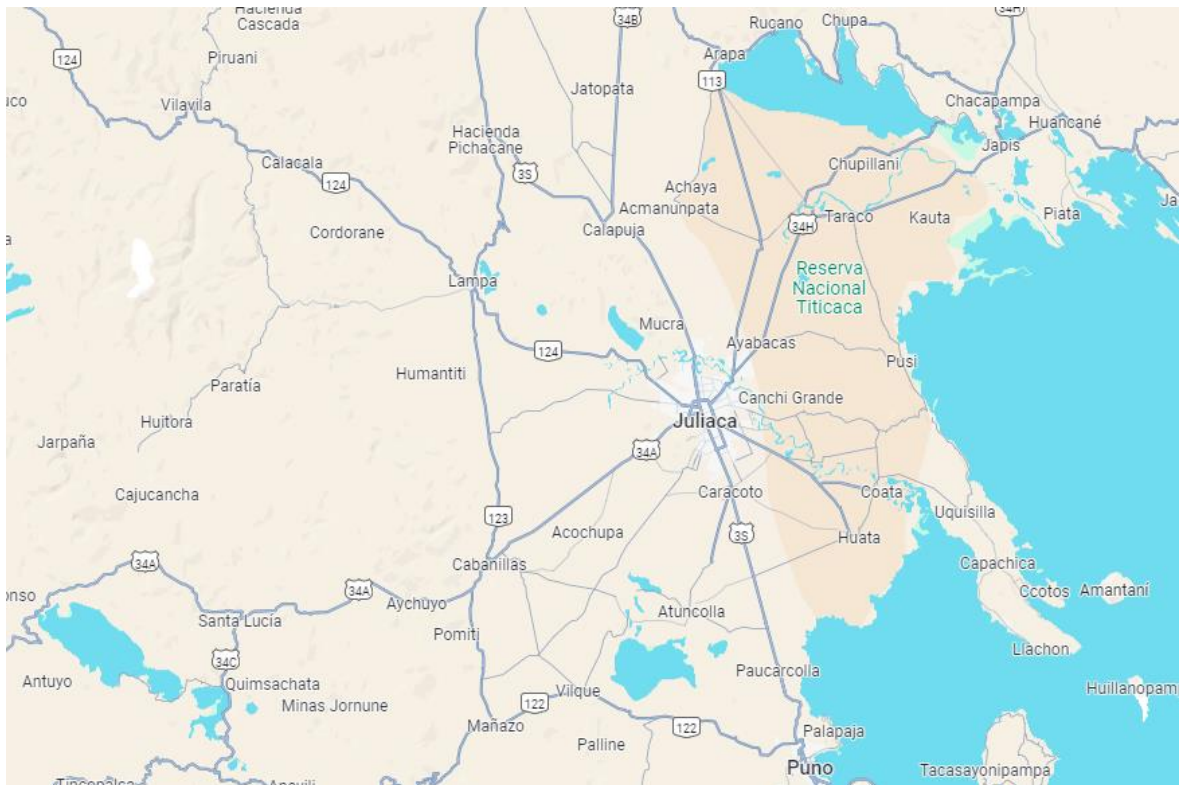 Hacienda
Cascada
34B
Rucano
Chupa
34H
124
Piruani
Arapa
113
Vilavila
Jatopata
Chacapampa
Huancané
Hacienda
Pichacane
Japis
Calacala
124
3S
Chupillani
Achaya
Acmanunpata
Taraco
Kauta
Piata
Cordorane
Calapuja
34H
Lampa
Reserva
Nacional
Titicaca
Mucra
Ayabacas
124
Pusi
Humantiti
Paratía
Canchi Grande
Huitora
Juliaca
Jarpaña
34A
Cajucancha
Caracoto
Coata
Uquisilla
123
Acochupa
3S
Huata
34A
Cabanillas
Capachica
34A
Aychuyo
Ccotos
Amantaní
Santa Lucía
Atuncolla
Pomiti
Llachon
34C
Antuyo
Quimsachata
Vilque
Paucarcolla
Minas Jornune
122
Mañazo
122
Palapaja
Palline
Puno
Tacasayonipampa